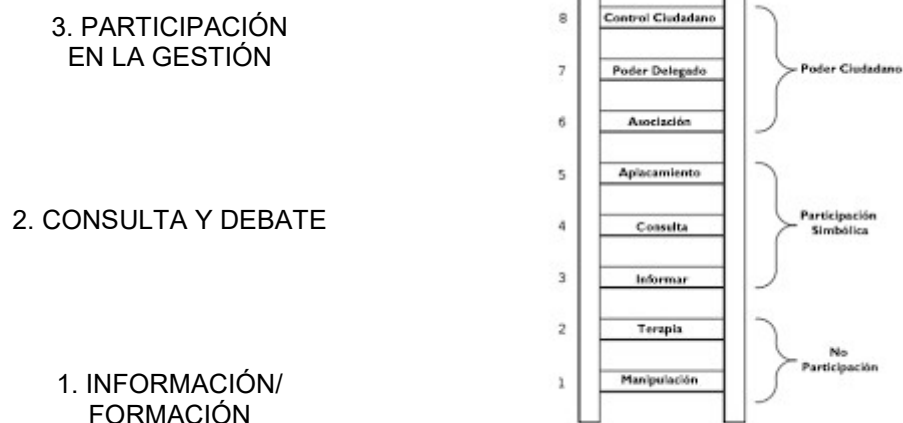 3. PARTICIPACIÓN
EN LA GESTIÓN
2. CONSULTA Y DEBATE
1. INFORMACIÓN/
FORMACIÓN
8 Control Ciudadano
7 Poder Delegado
6 Asociación
Poder Ciudadano
5 Aplacamiento
4 Consulta
3 Informar
Participación
Simbólica
2 Terapia
1 Manipulación
No
Participación